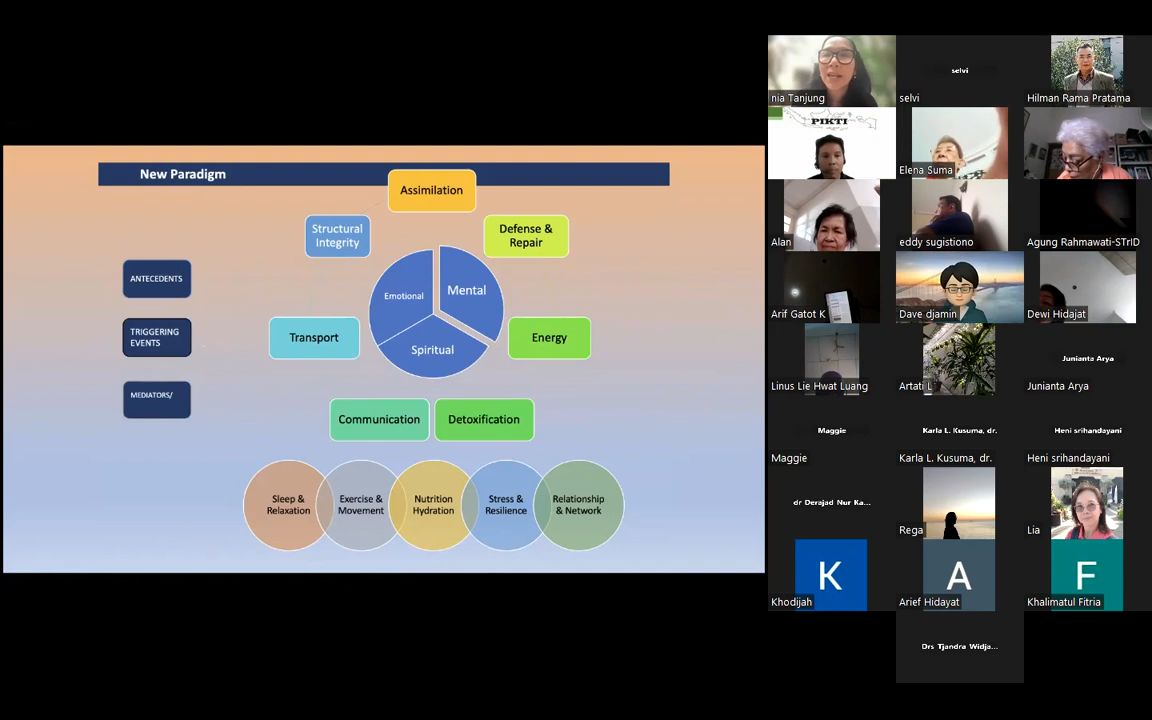 New Paradigm
Assimilation
Structural
Integrity
Defense &
Repair
ANTECEDENTS
Emotional
Mental
TRIGGERING
EVENTS
Transport
Spiritual
Energy
MEDIATORS/
Communication
Detoxification
Sleep &
Relaxation
Exercise &
Movement
Nutrition
Hydration
Stress &
Resilience
Relationship
& Network
nia Tanjung
selvi
selvi
Hilman Rama Pratama
PIKTI
Elena Suma
Alan
eddy sugistiono
Agung Rahmawati-STrID
Arif Gatot K
Dave djamin
Dewi Hidajat
Linus Lie Hwat Luang
Artati L
Junianta Arya
Junianta Arya
Maggie
Maggie
Karla L. Kusuma, dr.
Karla L. Kusuma, dr.
Heni srihandayani
Heni srihandayani
dr Derajad Nur Ka...
Rega
Lia
K
Khodijah
A
Arief Hidayat
F
Khalimatul Fitria
Drs Tjandra Widja...